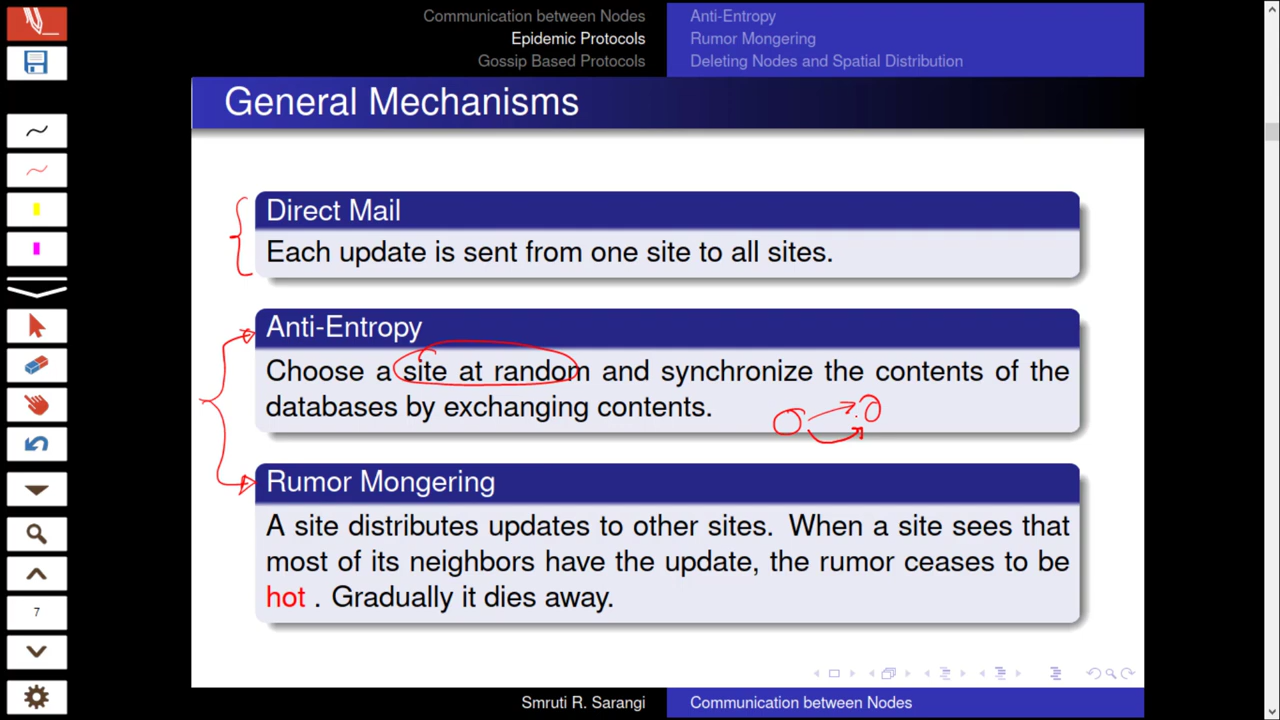 Communication between Nodes
Epidemic Protocols
Gossip Based Protocols
Anti-Entropy
Rumor Mongering
Deleting Nodes and Spatial Distribution
General Mechanisms
Direct Mail
Each update is sent from one site to all sites.
Anti-Entropy
Choose a site at random and synchronize the contents of the
databases by exchanging contents.
Rumor Mongering
A site distributes updates to other sites. When a site sees that
most of its neighbors have the update, the rumor ceases to be
hot . Gradually it dies away.
7
Smruti R. Sarangi
Communication between Nodes